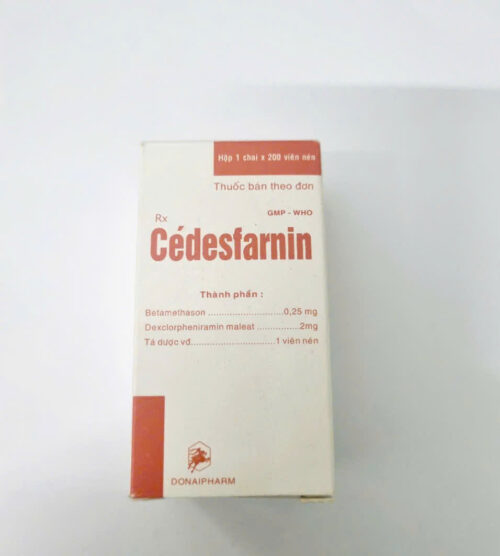 Hộp 1 chai x 200 viên nén
Thuốc bán theo đơn
GMP - WHO
Rx
Cédesfarnin
Thành phần :
Betamethason ..........................0,25 mg
Dexclorpheniramin maleat ..............2mg
Tá dược vđ.............................1 viên nén
DONAIPHARM